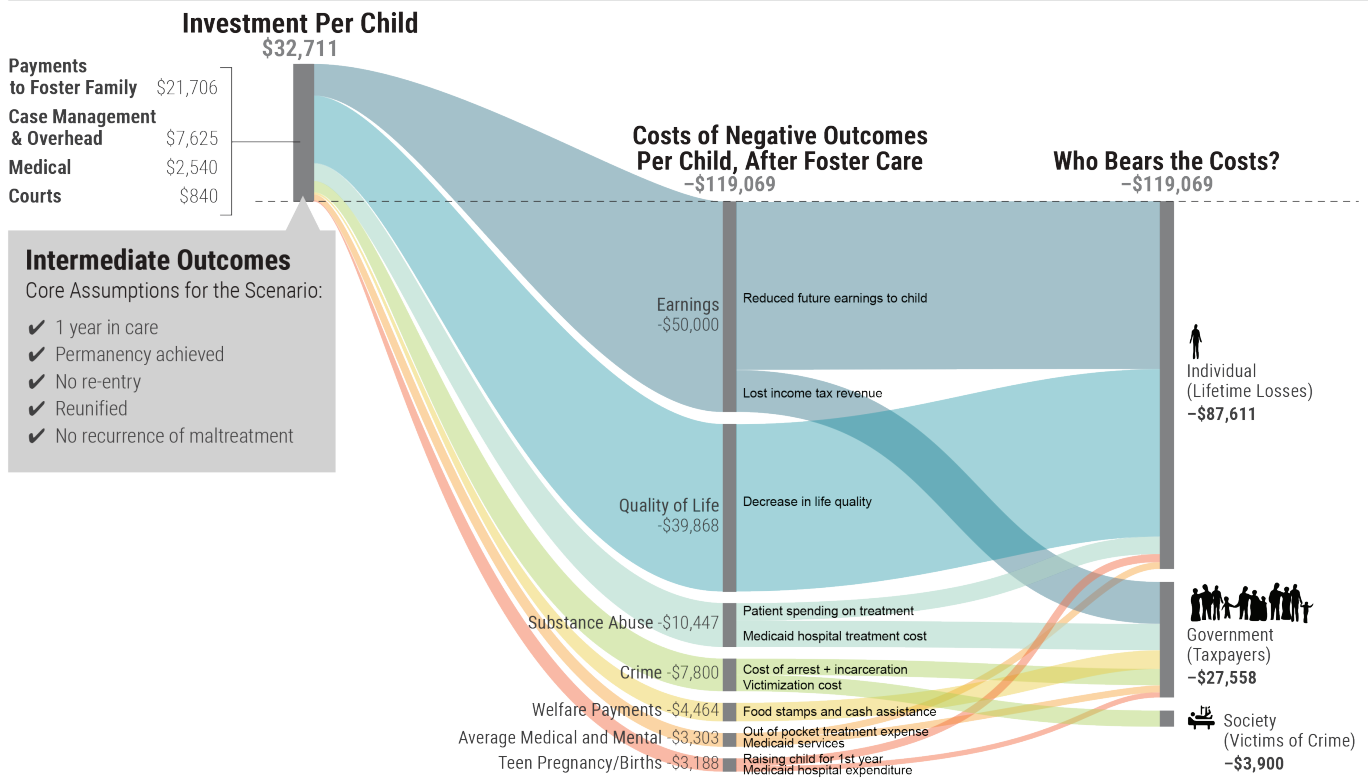 Investment Per Child
$32,711
Payments
to Foster Family $21,706
Case Management
& Overhead $7,625
Medical $2,540
Courts $840
Intermediate Outcomes
Core Assumptions for the Scenario:
✔ 1 year in care
✔ Permanency achieved
✔ No re-entry
✔ Reunified
✔ No recurrence of maltreatment
Costs of Negative Outcomes
Per Child, After Foster Care
–$119,069
Earnings
-$50,000
Reduced future earnings to child
Lost income tax revenue
Quality of Life
-$39,868
Decrease in life quality
Substance Abuse -$10,447
Patient spending on treatment
Medicaid hospital treatment cost
Crime -$7,800
Cost of arrest + incarceration
Victimization cost
Welfare Payments -$4,464
Food stamps and cash assistance
Average Medical and Mental -$3,303
Out of pocket treatment expense
Medicaid services
Teen Pregnancy/Births -$3,188
Raising child for 1st year
Medicaid hospital expenditure
Who Bears the Costs?
–$119,069
Individual
(Lifetime Losses)
–$87,611
Government
(Taxpayers)
–$27,558
Society
(Victims of Crime)
–$3,900